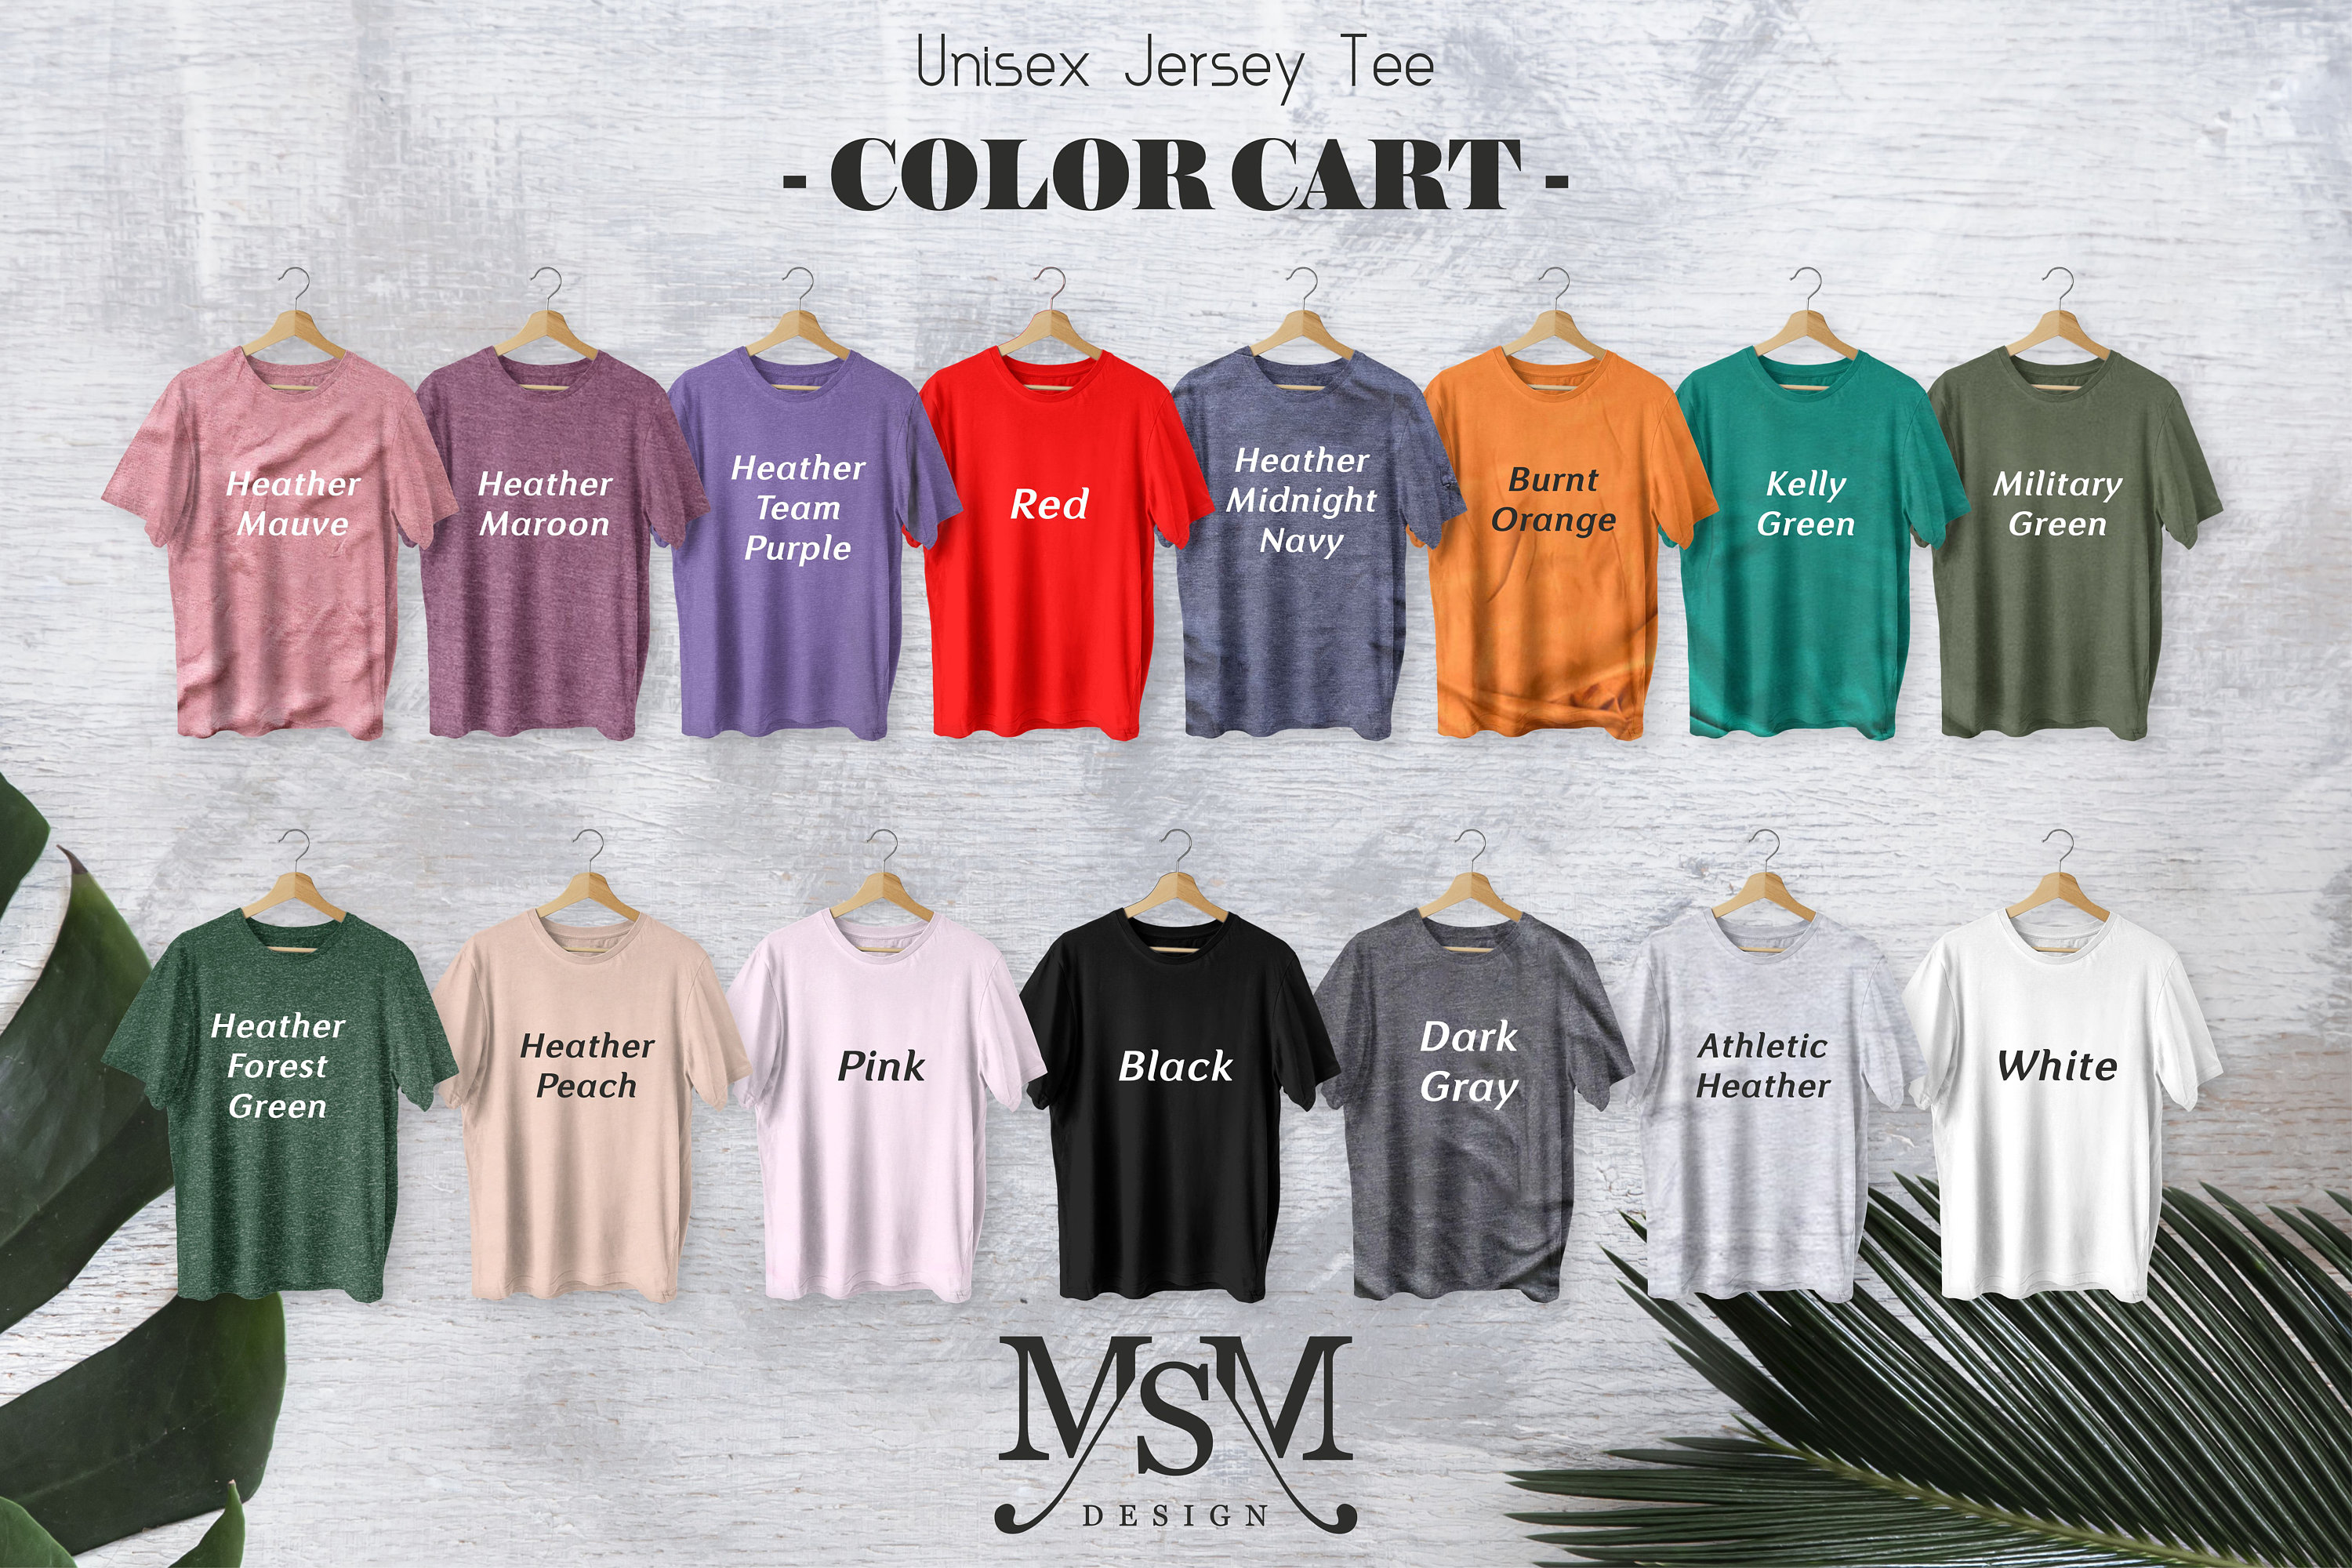 Unisex Jersey Tee
- COLOR CART -
Heather
Mauve
Heather
Maroon
Heather
Team
Purple
Red
Heather
Midnight
Navy
Burnt
Orange
Kelly
Green
Military
Green
Heather
Forest
Green
Heather
Peach
Pink
Black
Dark
Gray
Athletic
Heather
White
MSM
DESIGN